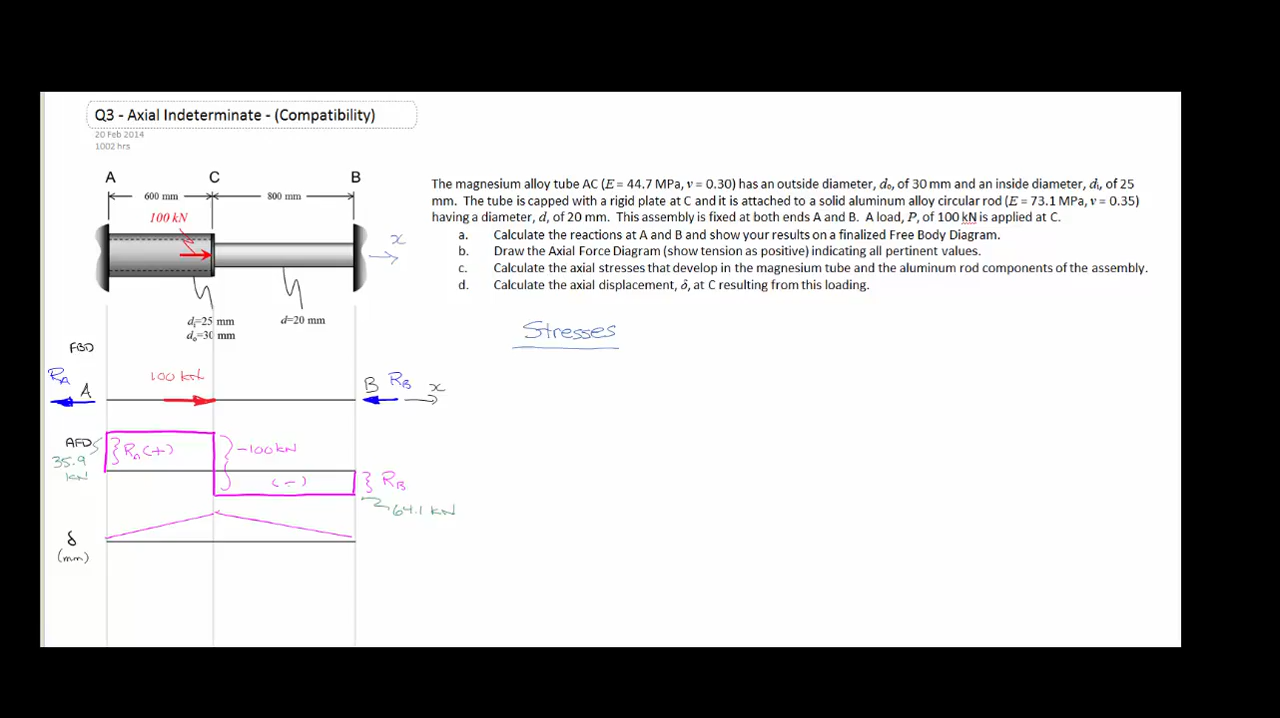 Q3 - Axial Indeterminate - (Compatibility)
20 Feb 2014
1002 hrs
A C B
600 mm 800 mm
100 kN
x
d_i=25 mm d=20 mm
d_o=30 mm
The magnesium alloy tube AC (E = 44.7 MPa, ν = 0.30) has an outside diameter, d_o, of 30 mm and an inside diameter, d_i, of 25
mm. The tube is capped with a rigid plate at C and it is attached to a solid aluminum alloy circular rod (E = 73.1 MPa, ν = 0.35)
having a diameter, d, of 20 mm. This assembly is fixed at both ends A and B. A load, P, of 100 kN is applied at C.
a. Calculate the reactions at A and B and show your results on a finalized Free Body Diagram.
b. Draw the Axial Force Diagram (show tension as positive) indicating all pertinent values.
c. Calculate the axial stresses that develop in the magnesium tube and the aluminum rod components of the assembly.
d. Calculate the axial displacement, δ, at C resulting from this loading.
Stresses
FBD
R_A A 100 kN B R_B x
AFD R_A (+) -100 kN
35.9
kN (-) R_B
64.1 kN
δ
(mm)